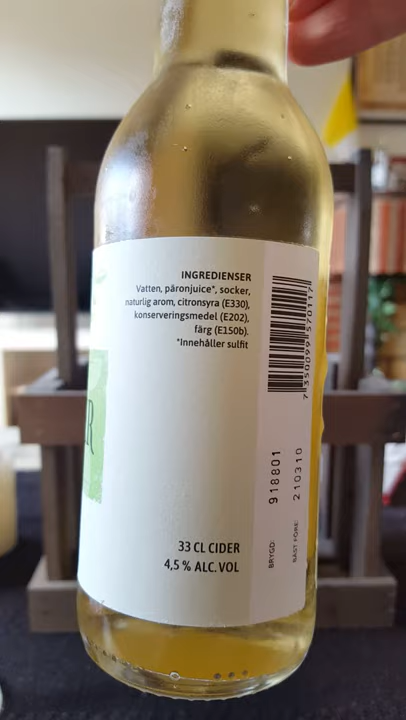 INGREDIENSER
Vatten, päronjuice*, socker,
naturlig arom, citronsyra (E330),
konserveringsmedel (E202),
färg (E150b).
*Innehåller sulfit
33 CL CIDER
4,5 % ALC. VOL
BRYGD: 918801
BÄST FÖRE: 210310
R